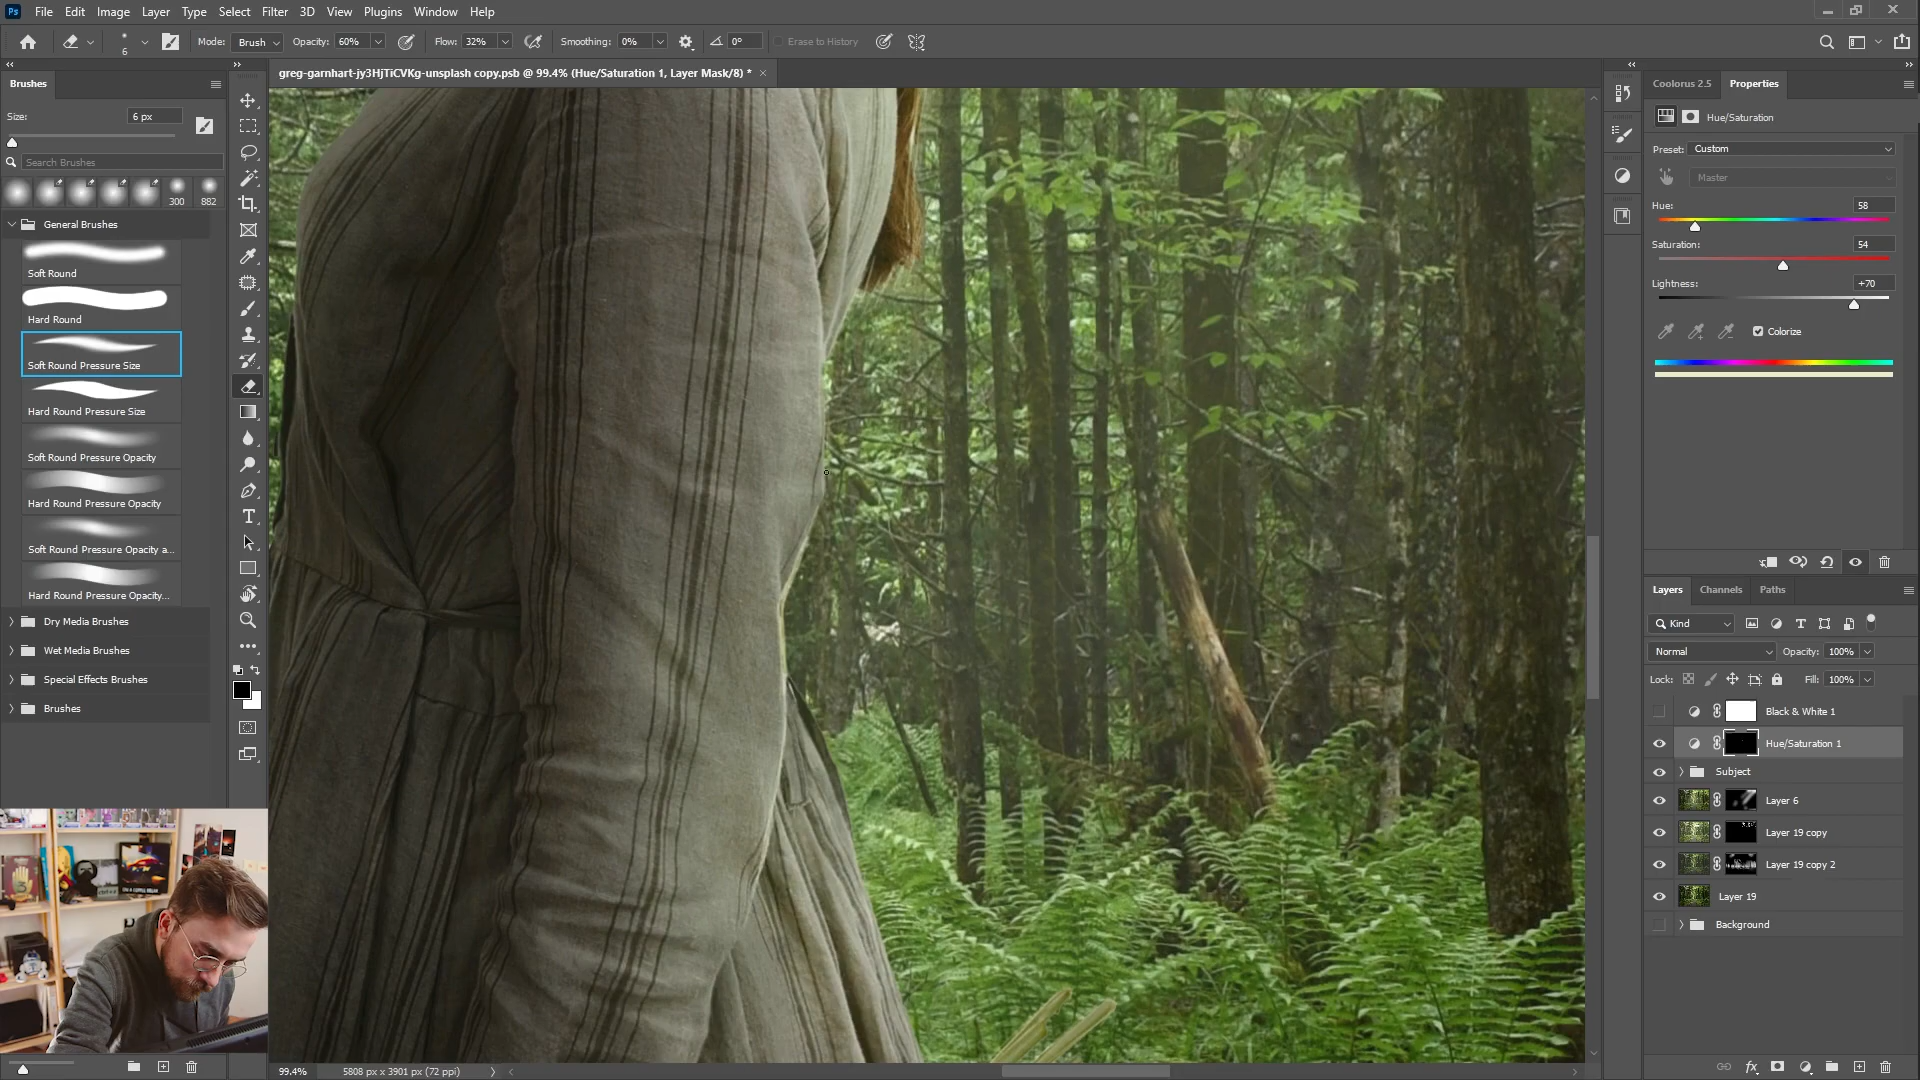 Ps File Edit Image Layer Type Select Filter 3D View Plugins Window Help
6 Mode: Brush Opacity: 60% Flow: 32% Smoothing: 0% 0° Erase to History
Brushes
Size: 6 px
Search Brushes
300 882
General Brushes
Soft Round
Hard Round
Soft Round Pressure Size
Hard Round Pressure Size
Soft Round Pressure Opacity
Hard Round Pressure Opacity
Soft Round Pressure Opacity a...
Hard Round Pressure Opacity...
Dry Media Brushes
Wet Media Brushes
Special Effects Brushes
Brushes
greg-garnhart-jy3HjTiCVKg-unsplash copy.psb @ 99.4% (Hue/Saturation 1, Layer Mask/8) *
99.4% 5808 px x 3901 px (72 ppi)
Coolorus 2.5 Properties
Hue/Saturation
Preset: Custom
Master
Hue: 58
Saturation: 54
Lightness: +70
Colorize
Layers Channels Paths
Kind
Normal Opacity: 100%
Lock: Fill: 100%
Black & White 1
Hue/Saturation 1
Subject
Layer 6
Layer 19 copy
Layer 19 copy 2
Layer 19
Background